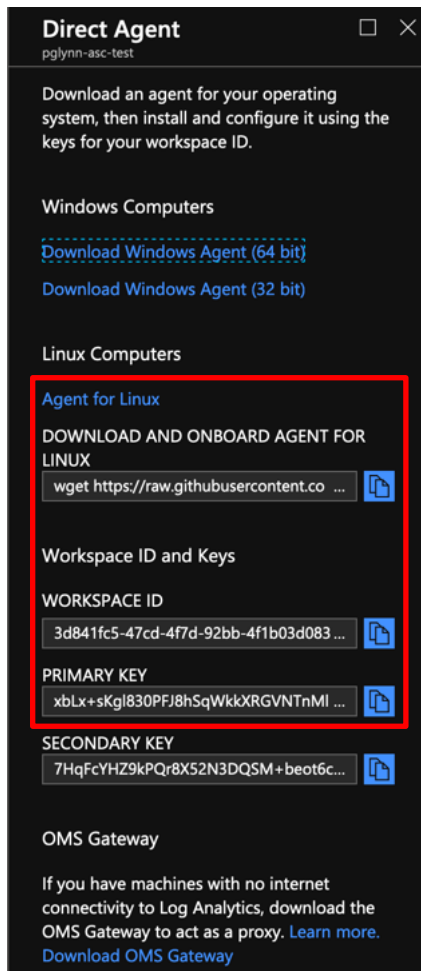 Direct Agent
pglynn-asc-test
Download an agent for your operating
system, then install and configure it using the
keys for your workspace ID.
Windows Computers
Download Windows Agent (64 bit)
Download Windows Agent (32 bit)
Linux Computers
Agent for Linux
DOWNLOAD AND ONBOARD AGENT FOR
LINUX
wget https://raw.githubusercontent.co ...
Workspace ID and Keys
WORKSPACE ID
3d841fc5-47cd-4f7d-92bb-4f1b03d083 ...
PRIMARY KEY
xbLx+sKgl830PFJ8hSqWkkXRGVNTnMl ...
SECONDARY KEY
7HqFcYHZ9kPQr8X52N3DQSM+beot6c...
OMS Gateway
If you have machines with no internet
connectivity to Log Analytics, download the
OMS Gateway to act as a proxy. Learn more.
Download OMS Gateway